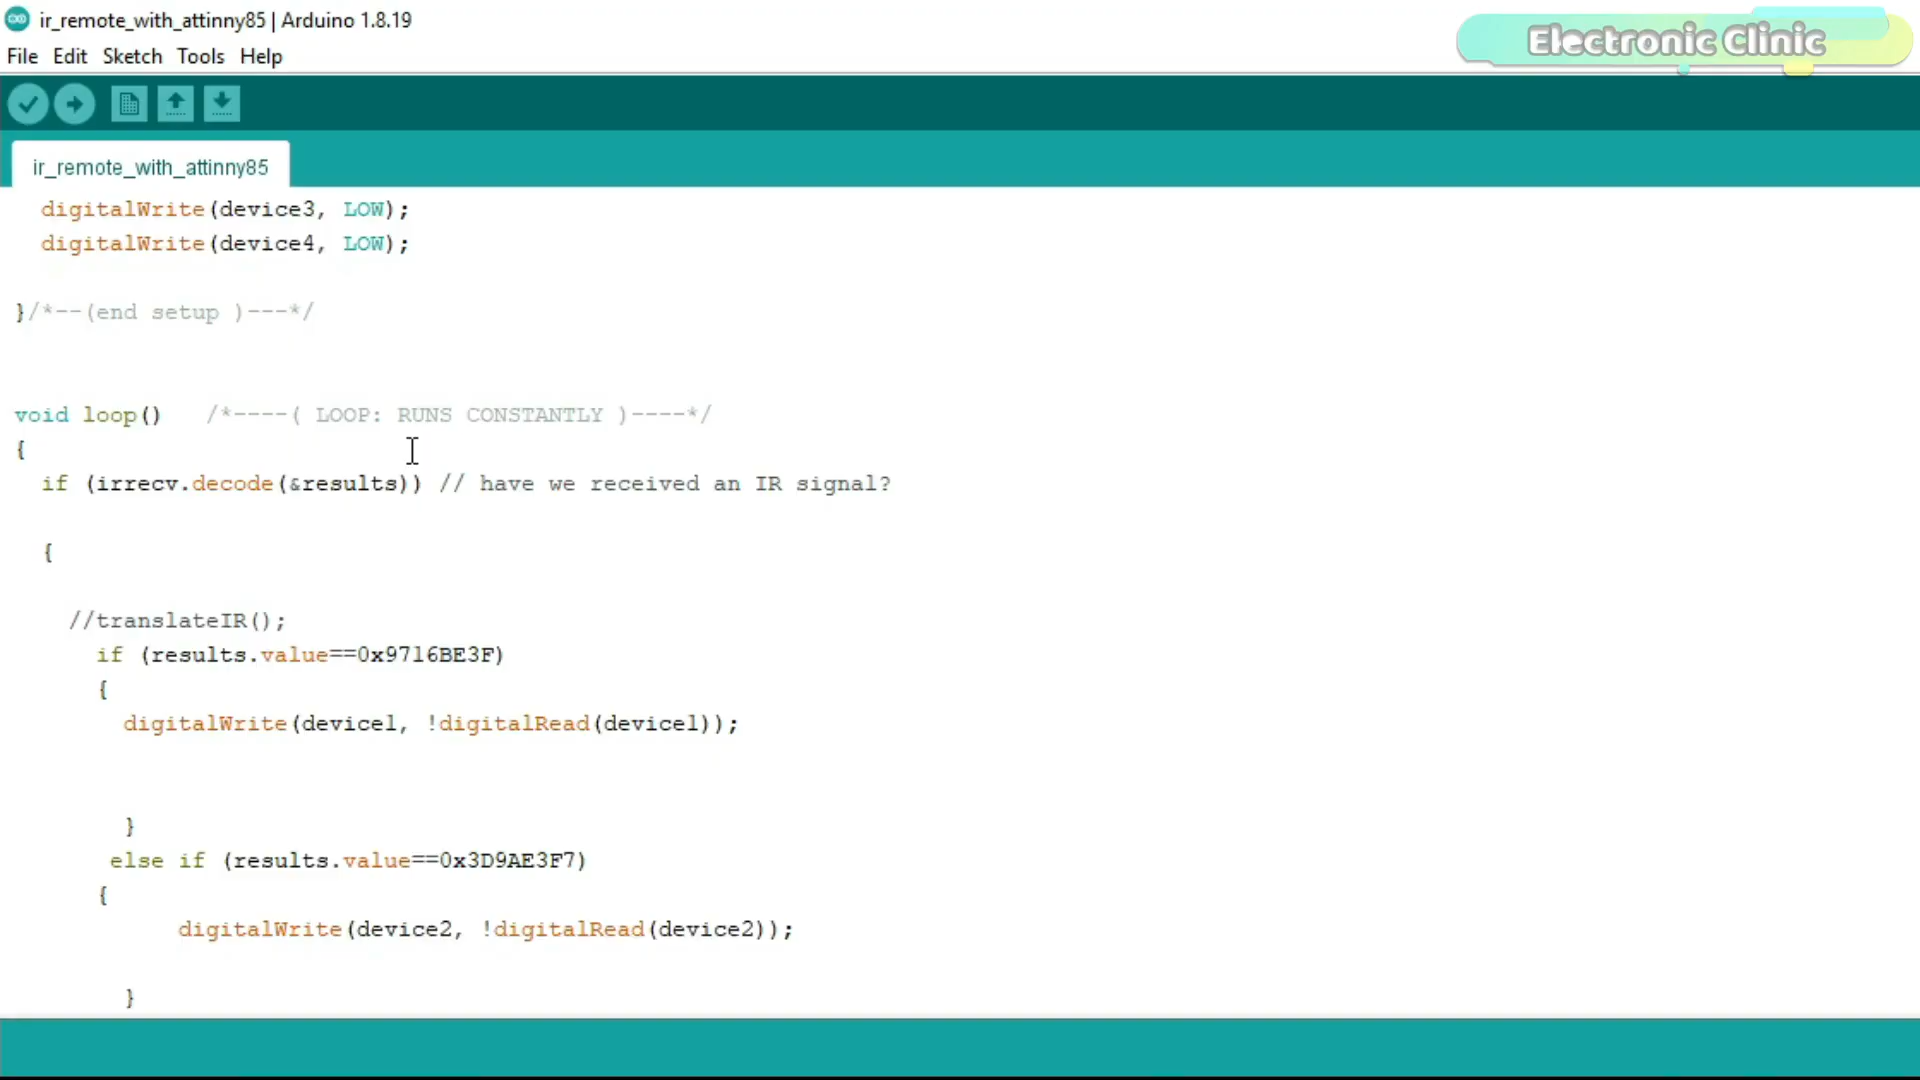 ir_remote_with_attinny85 | Arduino 1.8.19
Electronic Clinic
File Edit Sketch Tools Help
ir_remote_with_attinny85
digitalWrite(device3, LOW);
digitalWrite(device4, LOW);
}/*--(end setup )---*/
void loop() /*----( LOOP: RUNS CONSTANTLY )----*/
{
if (irrecv.decode(&results)) // have we received an IR signal?
{
//translateIR();
if (results.value==0x9716BE3F)
{
digitalWrite(device1, !digitalRead(device1));
}
else if (results.value==0x3D9AE3F7)
{
digitalWrite(device2, !digitalRead(device2));
}